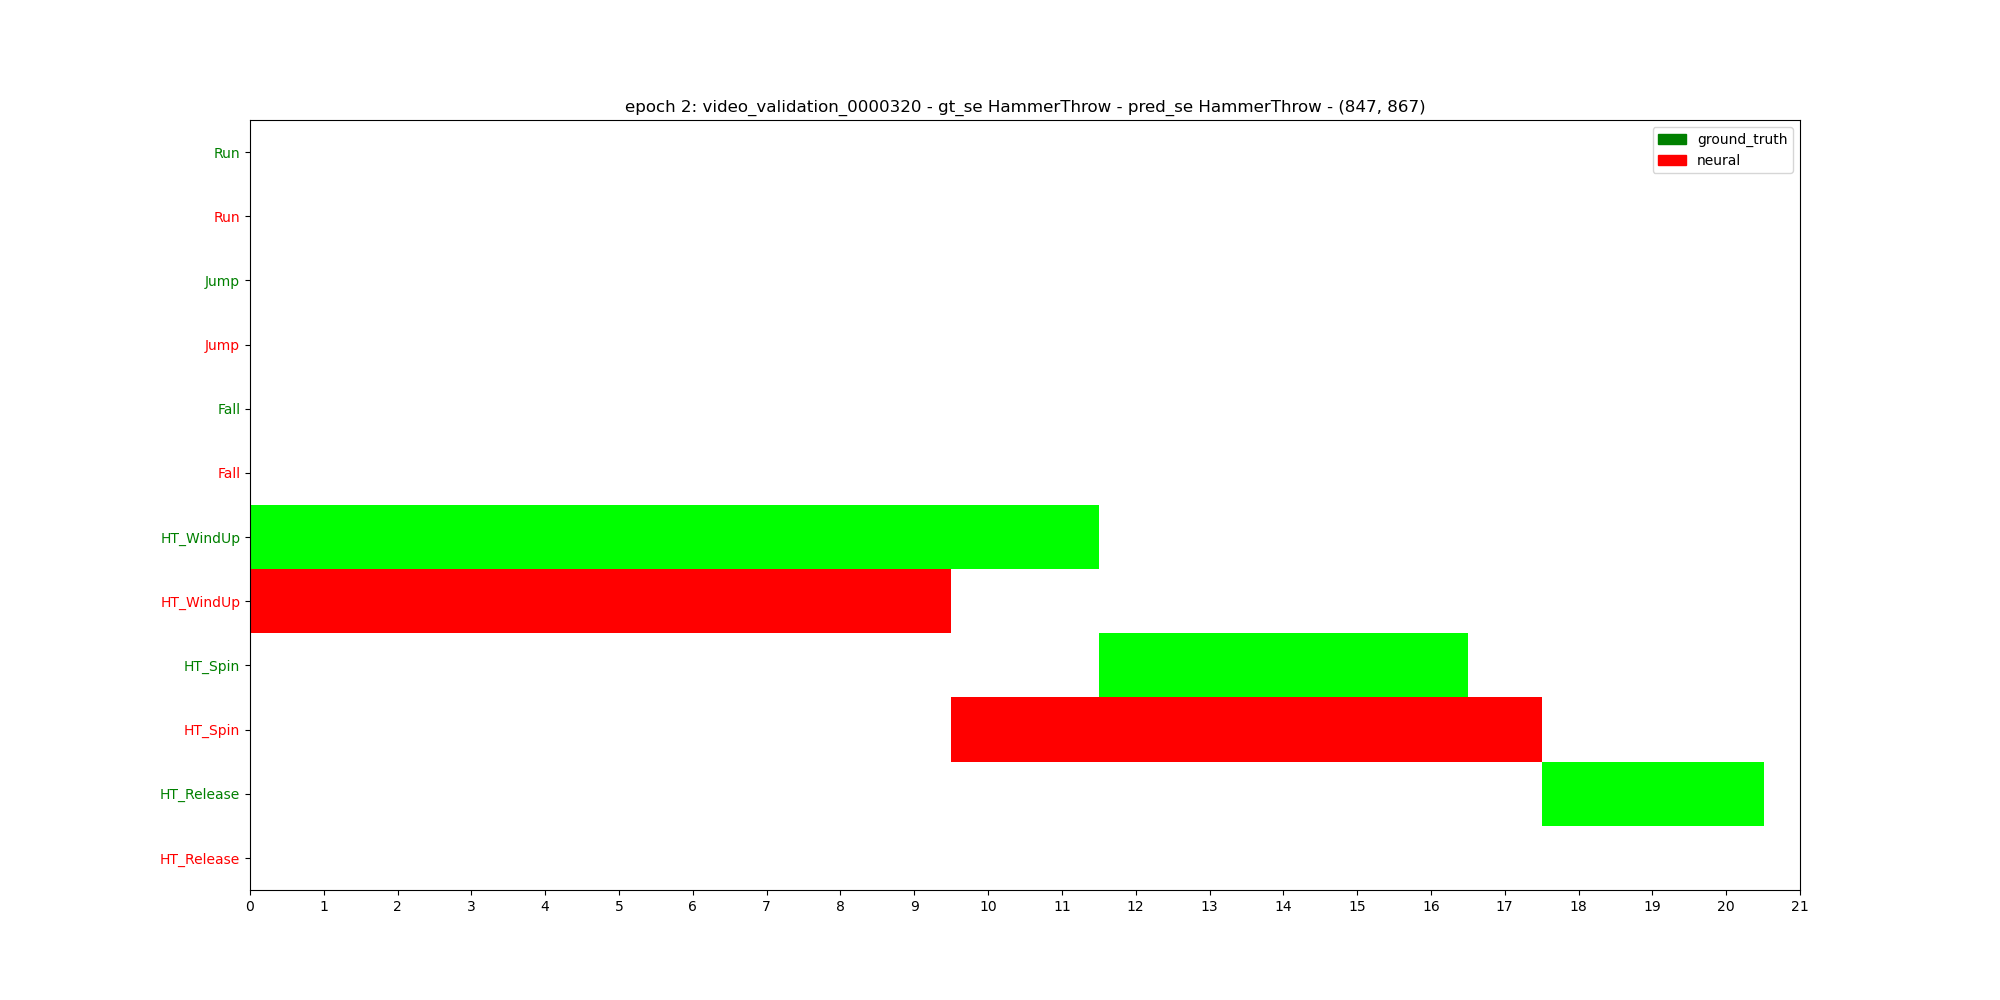 epoch 2: video_validation_0000320 - gt_se HammerThrow - pred_se HammerThrow - (847, 867)
ground_truth
neural
Run
Run
Jump
Jump
Fall
Fall
HT_WindUp
HT_WindUp
HT_Spin
HT_Spin
HT_Release
HT_Release
0 1 2 3 4 5 6 7 8 9 10 11 12 13 14 15 16 17 18 19 20 21